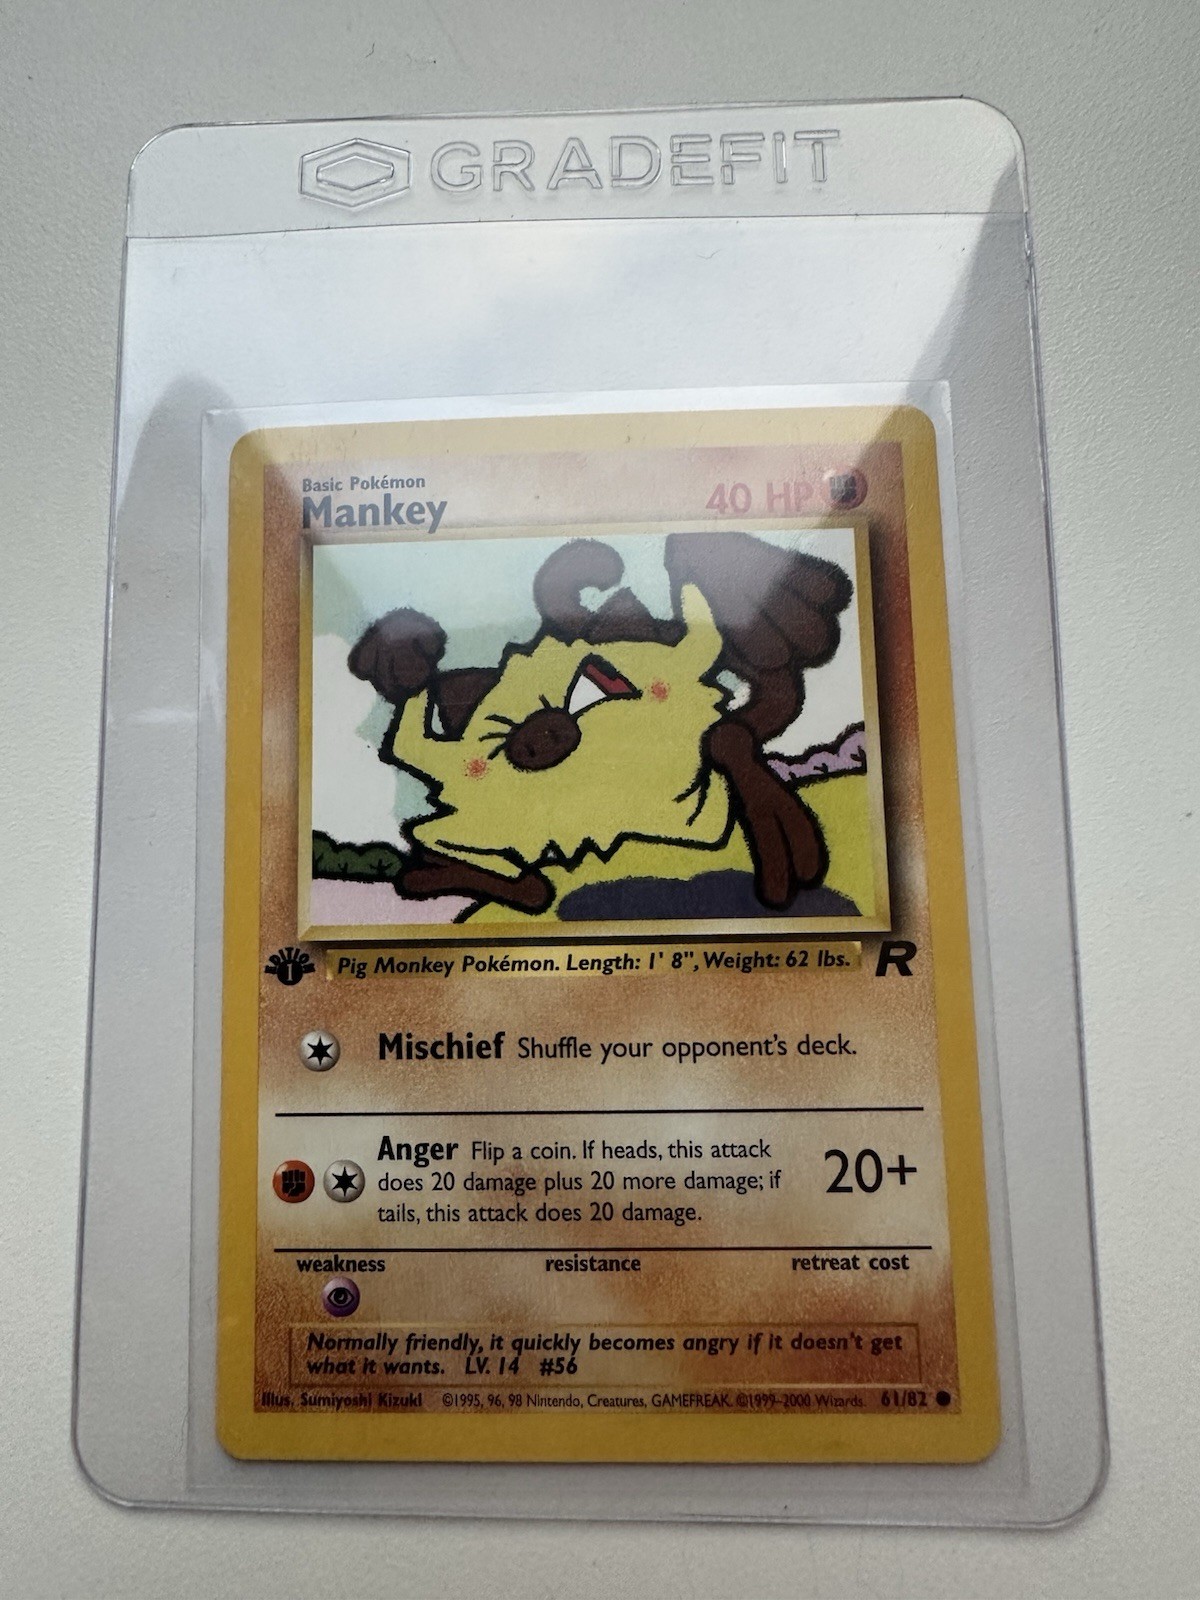 GRADEFIT
Basic Pokémon
Mankey
40 HP
EDITION
1
Pig Monkey Pokémon. Length: 1' 8", Weight: 62 lbs.
R
Mischief Shuffle your opponent's deck.
Anger Flip a coin. If heads, this attack
does 20 damage plus 20 more damage; if
tails, this attack does 20 damage.
20+
weakness resistance retreat cost
Normally friendly, it quickly becomes angry if it doesn't get
what it wants. LV. 14 #56
Illus. Sumiyoshi Kizuki ©1995, 96, 98 Nintendo, Creatures, GAMEFREAK. ©1999-2000 Wizards. 61/82